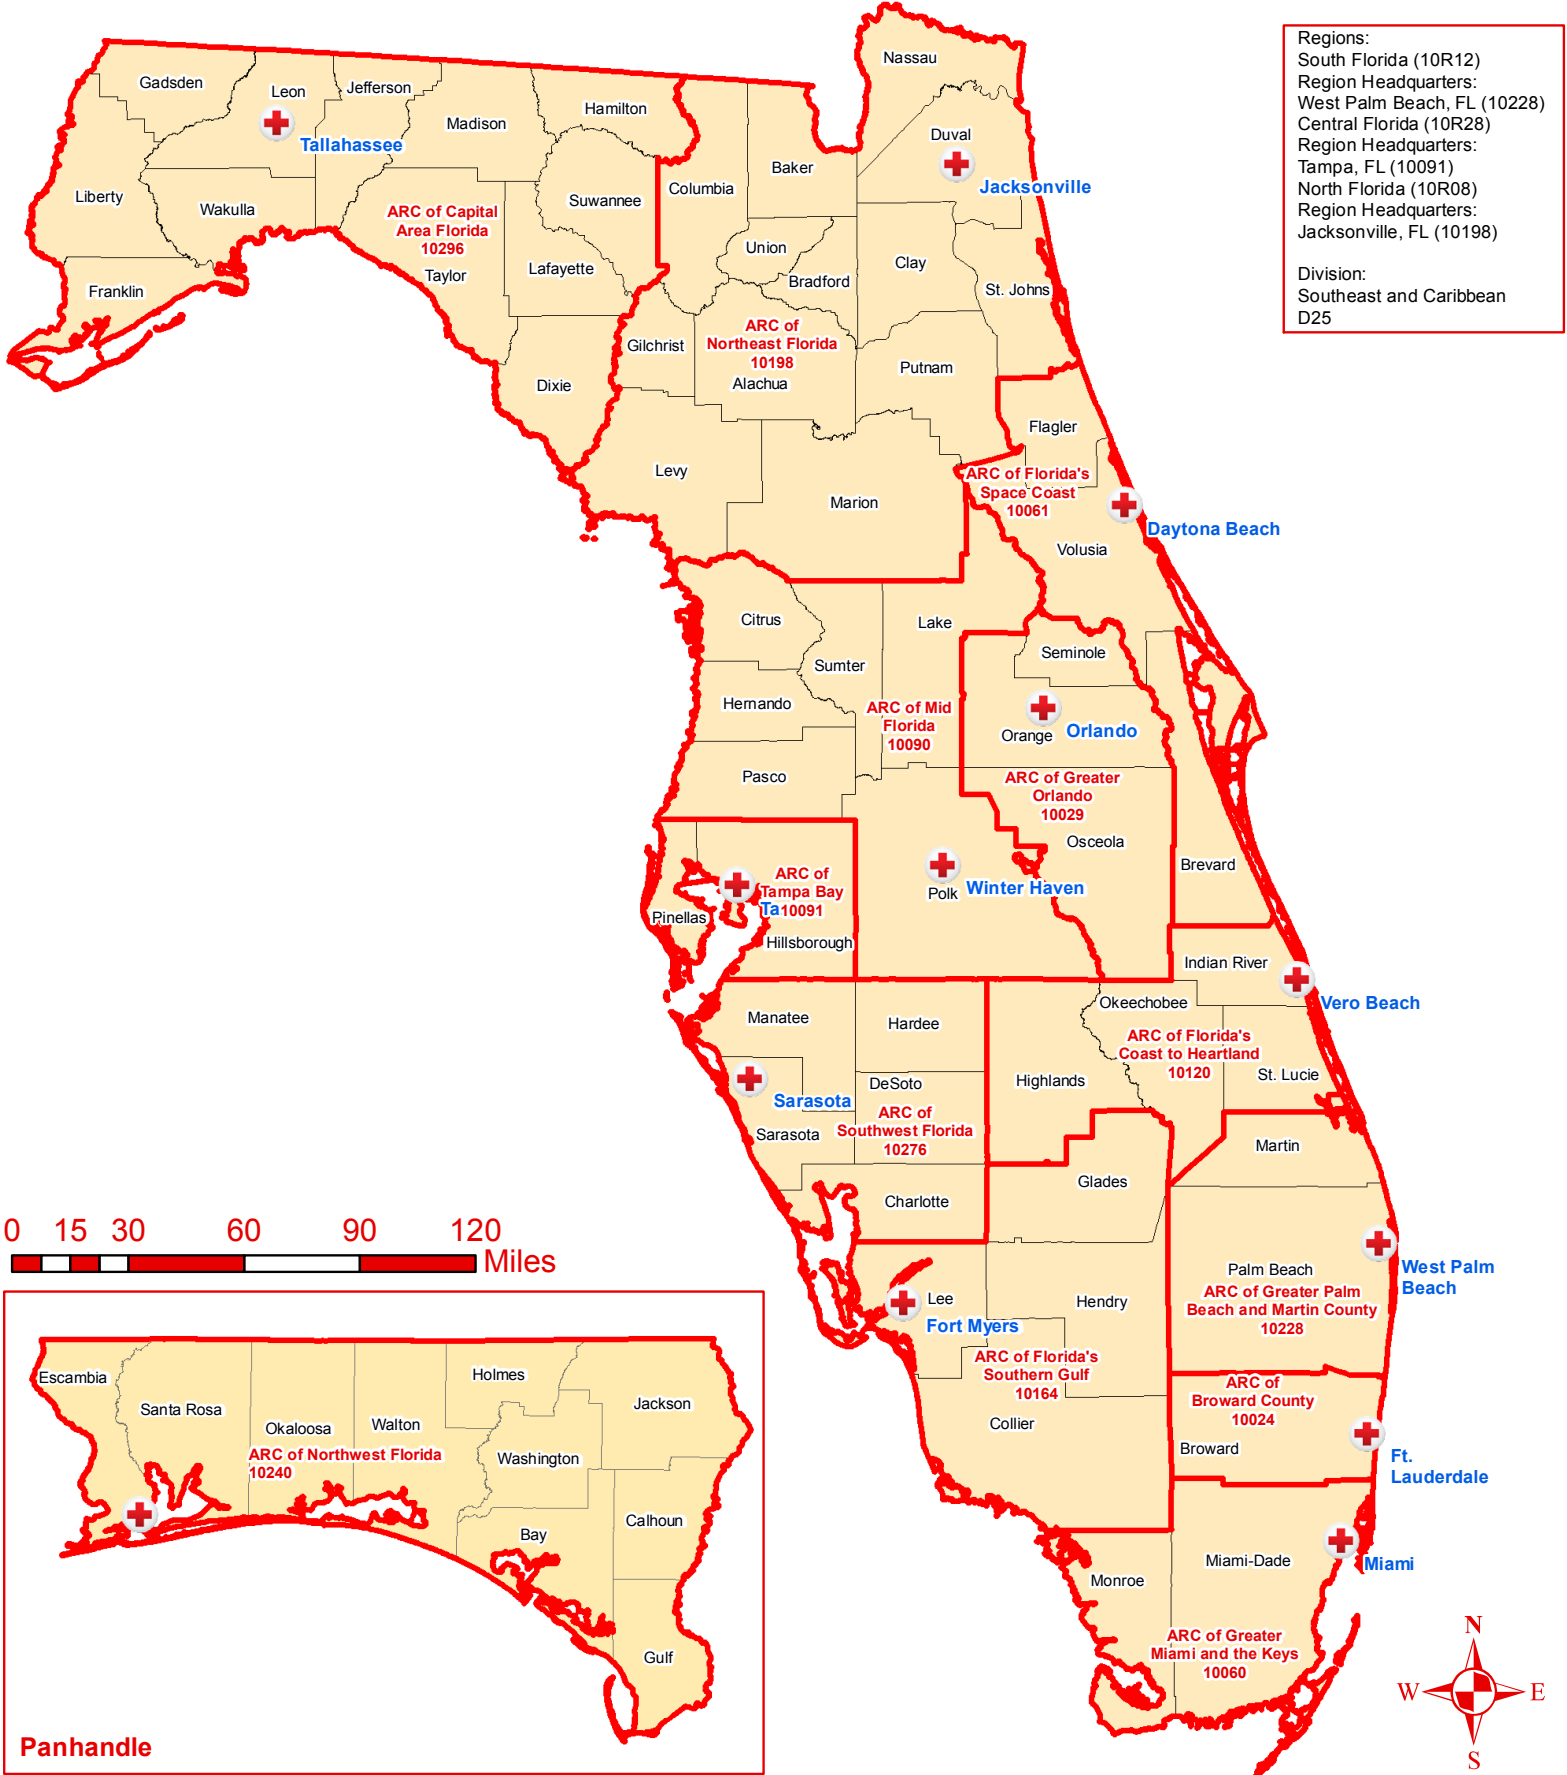 Regions:
South Florida (10R12)
Region Headquarters:
West Palm Beach, FL (10228)
Central Florida (10R28)
Region Headquarters:
Tampa, FL (10091)
North Florida (10R08)
Region Headquarters:
Jacksonville, FL (10198)
Division:
Southeast and Caribbean
D25
Nassau
Gadsden
Leon
Jefferson
Hamilton
Madison
Tallahassee
Duval
Jacksonville
Baker
Columbia
Liberty
Wakulla
Suwannee
ARC of Capital
Area Florida
10296
Taylor
Lafayette
Union
Bradford
Clay
St. Johns
Franklin
Gilchrist
ARC of
Northeast Florida
10198
Alachua
Putnam
Dixie
Flagler
Levy
Marion
ARC of Florida's
Space Coast
10061
Daytona Beach
Volusia
Citrus
Lake
Sumter
Seminole
Hernando
ARC of Mid
Florida
10090
Orange
Orlando
Pasco
ARC of Greater
Orlando
10029
Osceola
Brevard
ARC of
Tampa Bay
10091
Ta
Pinellas
Hillsborough
Polk
Winter Haven
Indian River
Vero Beach
Okeechobee
Manatee
Hardee
ARC of Florida's
Coast to Heartland
10120
St. Lucie
Highlands
DeSoto
Sarasota
Sarasota
ARC of
Southwest Florida
10276
Martin
Glades
Charlotte
0 15 30 60 90 120
Miles
Palm Beach
ARC of Greater Palm
Beach and Martin County
10228
West Palm
Beach
Lee
Fort Myers
Hendry
ARC of Florida's
Southern Gulf
10164
Collier
ARC of
Broward County
10024
Broward
Ft.
Lauderdale
Miami-Dade
Miami
Monroe
ARC of Greater
Miami and the Keys
10060
Escambia
Santa Rosa
Okaloosa
Walton
Holmes
Jackson
ARC of Northwest Florida
10240
Washington
Bay
Calhoun
Gulf
Panhandle
N
W
E
S